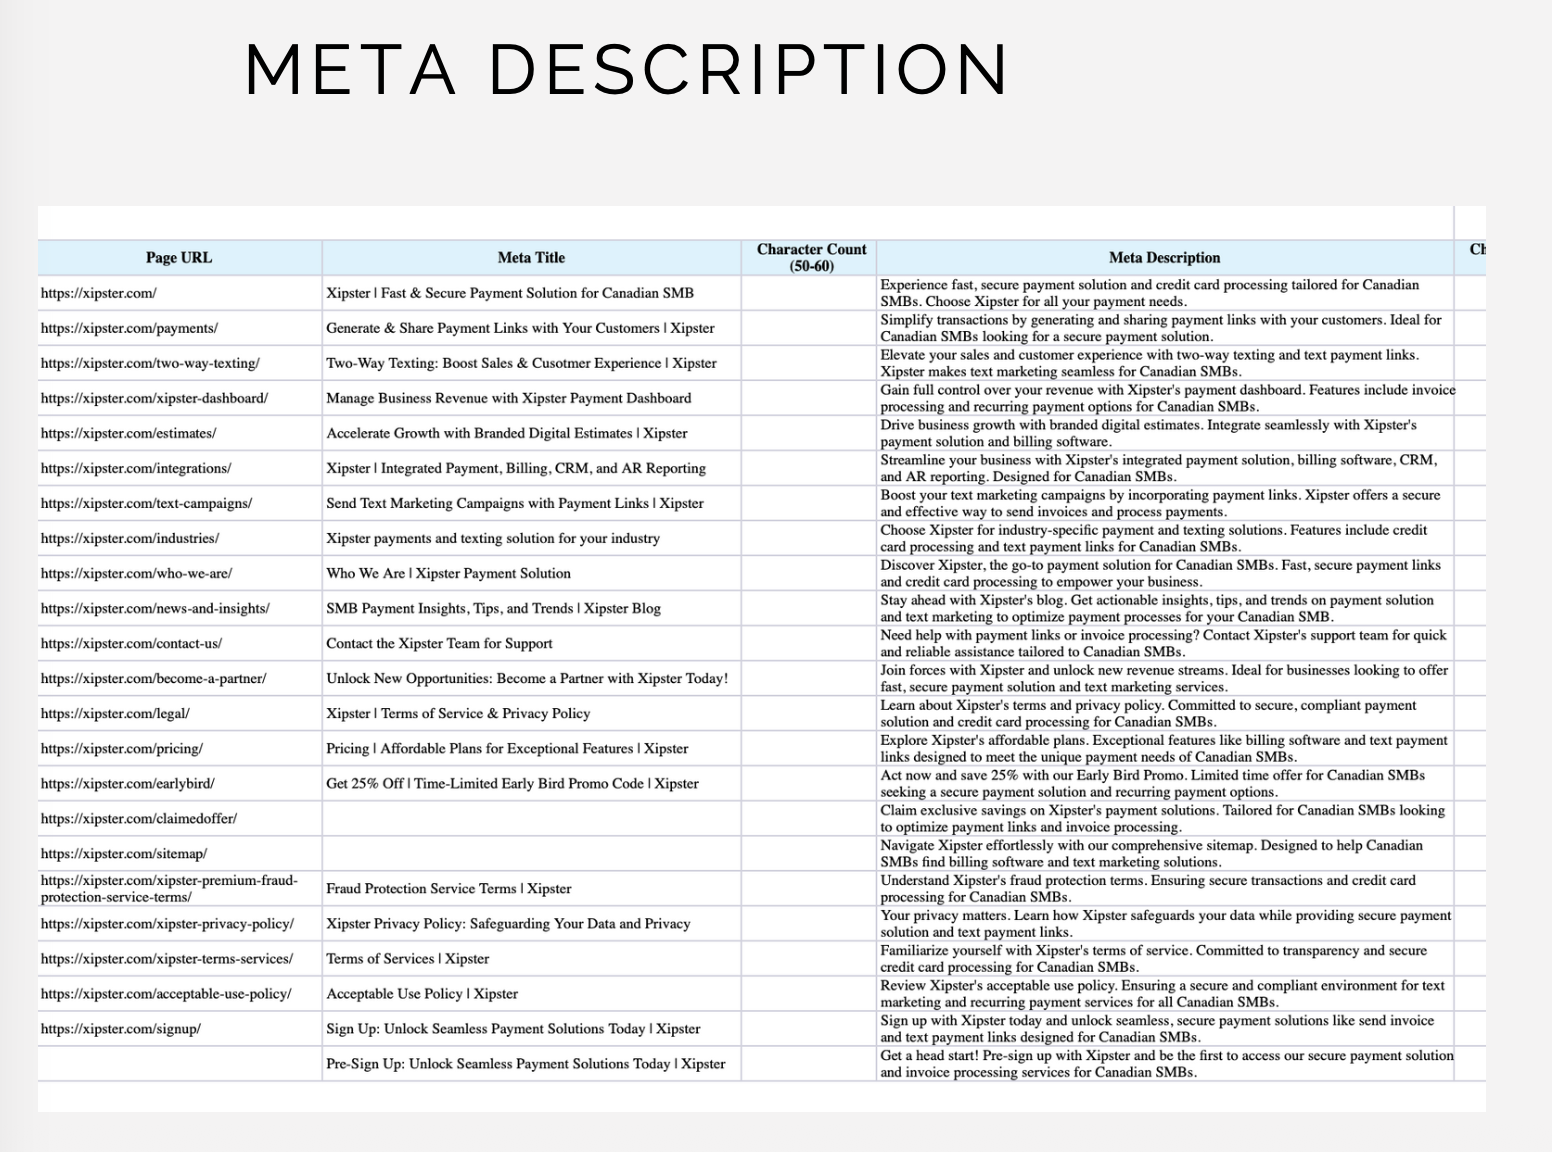 META DESCRIPTION
Page URL
Meta Title
Character Count
(50-60)
Meta Description
Ch
https://xipster.com/
Xipster | Fast & Secure Payment Solution for Canadian SMB
Experience fast, secure payment solution and credit card processing tailored for Canadian
SMBs. Choose Xipster for all your payment needs.
https://xipster.com/payments/
Generate & Share Payment Links with Your Customers | Xipster
Simplify transactions by generating and sharing payment links with your customers. Ideal for
Canadian SMBs looking for a secure payment solution.
https://xipster.com/two-way-texting/
Two-Way Texting: Boost Sales & Cusotmer Experience | Xipster
Elevate your sales and customer experience with two-way texting and text payment links.
Xipster makes text marketing seamless for Canadian SMBs.
https://xipster.com/xipster-dashboard/
Manage Business Revenue with Xipster Payment Dashboard
Gain full control over your revenue with Xipster's payment dashboard. Features include invoice
processing and recurring payment options for Canadian SMBs.
https://xipster.com/estimates/
Accelerate Growth with Branded Digital Estimates | Xipster
Drive business growth with branded digital estimates. Integrate seamlessly with Xipster's
payment solution and billing software.
https://xipster.com/integrations/
Xipster | Integrated Payment, Billing, CRM, and AR Reporting
Streamline your business with Xipster's integrated payment solution, billing software, CRM,
and AR reporting. Designed for Canadian SMBs.
https://xipster.com/text-campaigns/
Send Text Marketing Campaigns with Payment Links | Xipster
Boost your text marketing campaigns by incorporating payment links. Xipster offers a secure
and effective way to send invoices and process payments.
https://xipster.com/industries/
Xipster payments and texting solution for your industry
Choose Xipster for industry-specific payment and texting solutions. Features include credit
card processing and text payment links for Canadian SMBs.
https://xipster.com/who-we-are/
Who We Are | Xipster Payment Solution
Discover Xipster, the go-to payment solution for Canadian SMBs. Fast, secure payment links
and credit card processing to empower your business.
https://xipster.com/news-and-insights/
SMB Payment Insights, Tips, and Trends | Xipster Blog
Stay ahead with Xipster's blog. Get actionable insights, tips, and trends on payment solution
and text marketing to optimize payment processes for your Canadian SMB.
https://xipster.com/contact-us/
Contact the Xipster Team for Support
Need help with payment links or invoice processing? Contact Xipster's support team for quick
and reliable assistance tailored to Canadian SMBs.
https://xipster.com/become-a-partner/
Unlock New Opportunities: Become a Partner with Xipster Today!
Join forces with Xipster and unlock new revenue streams. Ideal for businesses looking to offer
fast, secure payment solution and text marketing services.
https://xipster.com/legal/
Xipster | Terms of Service & Privacy Policy
Learn about Xipster's terms and privacy policy. Committed to secure, compliant payment
solution and credit card processing for Canadian SMBs.
https://xipster.com/pricing/
Pricing | Affordable Plans for Exceptional Features | Xipster
Explore Xipster's affordable plans. Exceptional features like billing software and text payment
links designed to meet the unique payment needs of Canadian SMBs.
https://xipster.com/earlybird/
Get 25% Off | Time-Limited Early Bird Promo Code | Xipster
Act now and save 25% with our Early Bird Promo. Limited time offer for Canadian SMBs
seeking a secure payment solution and recurring payment options.
https://xipster.com/claimedoffer/
Claim exclusive savings on Xipster's payment solutions. Tailored for Canadian SMBs looking
to optimize payment links and invoice processing.
https://xipster.com/sitemap/
Navigate Xipster effortlessly with our comprehensive sitemap. Designed to help Canadian
SMBs find billing software and text marketing solutions.
https://xipster.com/xipster-premium-fraud-
protection-service-terms/
Fraud Protection Service Terms | Xipster
Understand Xipster's fraud protection terms. Ensuring secure transactions and credit card
processing for Canadian SMBs.
https://xipster.com/xipster-privacy-policy/
Xipster Privacy Policy: Safeguarding Your Data and Privacy
Your privacy matters. Learn how Xipster safeguards your data while providing secure payment
solution and text payment links.
https://xipster.com/xipster-terms-services/
Terms of Services | Xipster
Familiarize yourself with Xipster's terms of service. Committed to transparency and secure
credit card processing for Canadian SMBs.
https://xipster.com/acceptable-use-policy/
Acceptable Use Policy | Xipster
Review Xipster's acceptable use policy. Ensuring a secure and compliant environment for text
marketing and recurring payment services for all Canadian SMBs.
https://xipster.com/signup/
Sign Up: Unlock Seamless Payment Solutions Today | Xipster
Sign up with Xipster today and unlock seamless, secure payment solutions like send invoice
and text payment links designed for Canadian SMBs.
Pre-Sign Up: Unlock Seamless Payment Solutions Today | Xipster
Get a head start! Pre-sign up with Xipster and be the first to access our secure payment solution
and invoice processing services for Canadian SMBs.